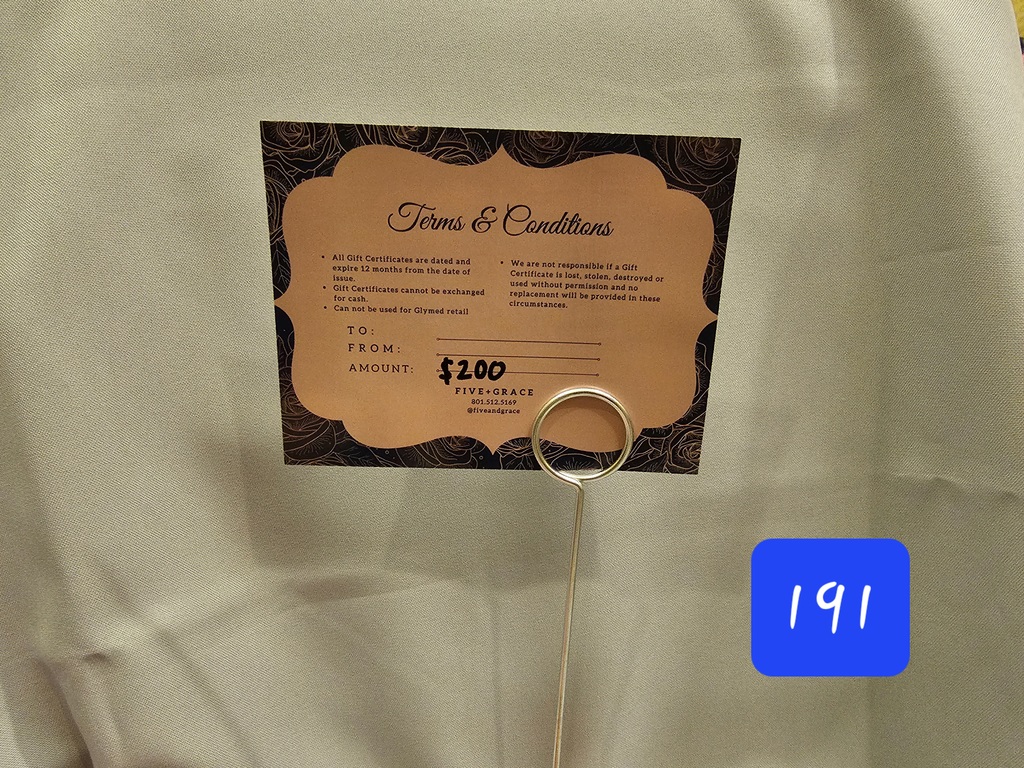 Terms & Conditions
• All Gift Certificates are dated and
expire 12 months from the date of
issue.
• Gift Certificates cannot be exchanged
for cash.
• Can not be used for Glymed retail
• We are not responsible if a Gift
Certificate is lost, stolen, destroyed or
used without permission and no
replacement will be provided in these
circumstances.
TO:
FROM:
AMOUNT: $200
FIVE+GRACE
801.512.5169
@fiveandgrace
191